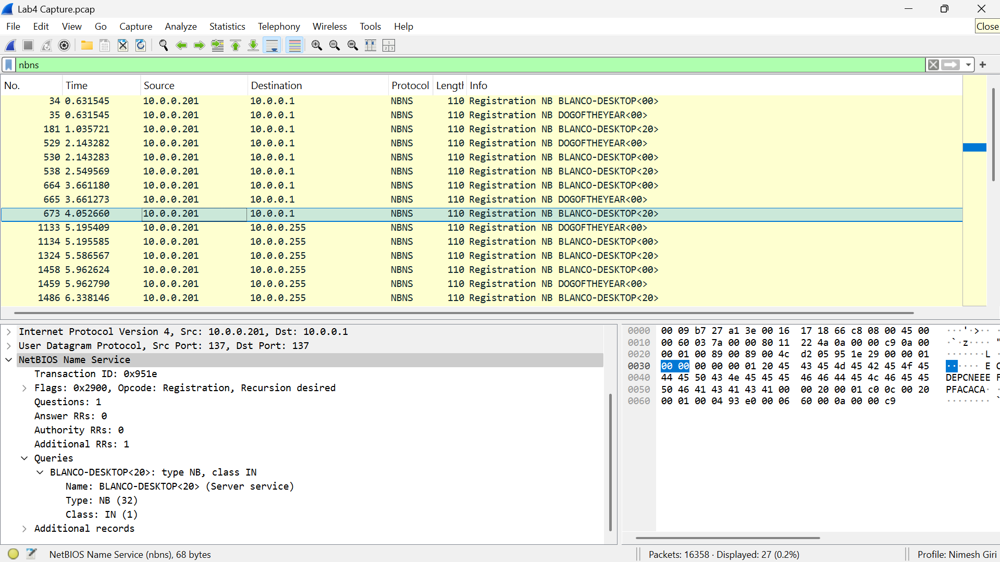 Lab4 Capture.pcap
File Edit View Go Capture Analyze Statistics Telephony Wireless Tools Help
Close
nbns
No. Time Source Destination Protocol Length Info
34 0.631545 10.0.0.201 10.0.0.1 NBNS 110 Registration NB BLANCO-DESKTOP<00>
35 0.631545 10.0.0.201 10.0.0.1 NBNS 110 Registration NB DOGOFTHEYEAR<00>
181 1.035721 10.0.0.201 10.0.0.1 NBNS 110 Registration NB BLANCO-DESKTOP<20>
529 2.143282 10.0.0.201 10.0.0.1 NBNS 110 Registration NB DOGOFTHEYEAR<00>
530 2.143283 10.0.0.201 10.0.0.1 NBNS 110 Registration NB BLANCO-DESKTOP<00>
538 2.549569 10.0.0.201 10.0.0.1 NBNS 110 Registration NB BLANCO-DESKTOP<20>
664 3.661180 10.0.0.201 10.0.0.1 NBNS 110 Registration NB BLANCO-DESKTOP<00>
665 3.661273 10.0.0.201 10.0.0.1 NBNS 110 Registration NB DOGOFTHEYEAR<00>
673 4.052660 10.0.0.201 10.0.0.1 NBNS 110 Registration NB BLANCO-DESKTOP<20>
1133 5.195409 10.0.0.201 10.0.0.255 NBNS 110 Registration NB DOGOFTHEYEAR<00>
1134 5.195585 10.0.0.201 10.0.0.255 NBNS 110 Registration NB BLANCO-DESKTOP<00>
1324 5.586567 10.0.0.201 10.0.0.255 NBNS 110 Registration NB BLANCO-DESKTOP<20>
1458 5.962624 10.0.0.201 10.0.0.255 NBNS 110 Registration NB BLANCO-DESKTOP<00>
1459 5.962790 10.0.0.201 10.0.0.255 NBNS 110 Registration NB DOGOFTHEYEAR<00>
1486 6.338146 10.0.0.201 10.0.0.255 NBNS 110 Registration NB BLANCO-DESKTOP<20>
Internet Protocol Version 4, Src: 10.0.0.201, Dst: 10.0.0.1
User Datagram Protocol, Src Port: 137, Dst Port: 137
NetBIOS Name Service
Transaction ID: 0x951e
Flags: 0x2900, Opcode: Registration, Recursion desired
Questions: 1
Answer RRs: 0
Authority RRs: 0
Additional RRs: 1
Queries
BLANCO-DESKTOP<20>: type NB, class IN
Name: BLANCO-DESKTOP<20> (Server service)
Type: NB (32)
Class: IN (1)
Additional records
0000 00 09 b7 27 a1 3e 00 16 17 18 66 c8 08 00 45 00 ···'·>··
0010 00 60 03 7a 00 00 80 11 22 4a 0a 00 00 c9 0a 00 ·`·z···· "
0020 00 01 00 89 00 89 00 4c d2 05 95 1e 29 00 00 01 ·······L
0030 00 00 00 00 00 01 20 45 43 45 4d 45 42 45 4f 45 ······ E C
0040 44 45 50 43 4e 45 45 45 46 46 44 45 4c 46 45 45 DEPCNEEE F
0050 50 46 41 43 41 43 41 00 00 20 00 01 c0 0c 00 20 PFACACA·
0060 00 01 00 04 93 e0 00 06 60 00 0a 00 00 c9 ········ `
NetBIOS Name Service (nbns), 68 bytes
Packets: 16358 · Displayed: 27 (0.2%)
Profile: Nimesh Giri